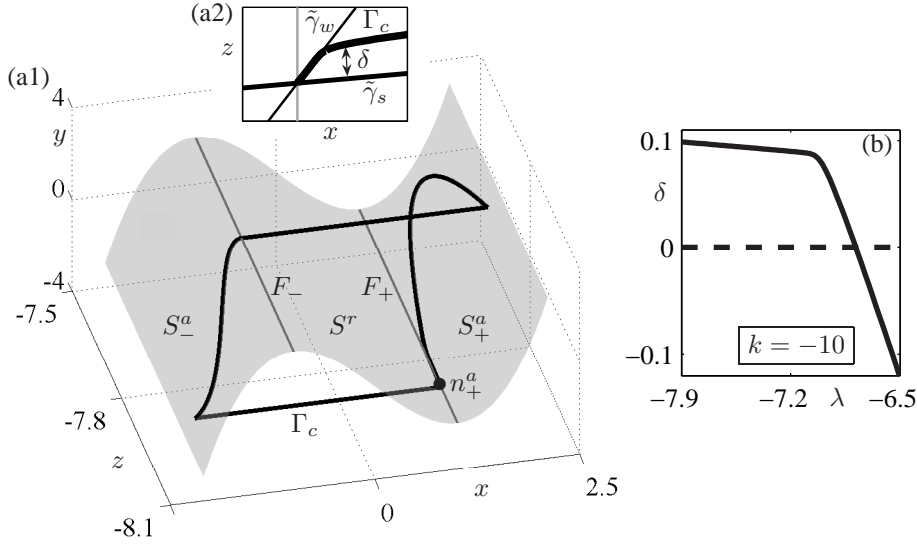 (a2)
z
γ̃_w
Γ_c
δ
γ̃_s
x
(a1)
4
y
0
-4
-7.5
-7.8
z
-8.1
F_−
F_+
S^a_−
S^r
S^a_+
n^a_+
Γ_c
0
x
2.5
(b)
0.1
δ
0
−0.1
k = −10
−7.9
−7.2
λ
−6.5